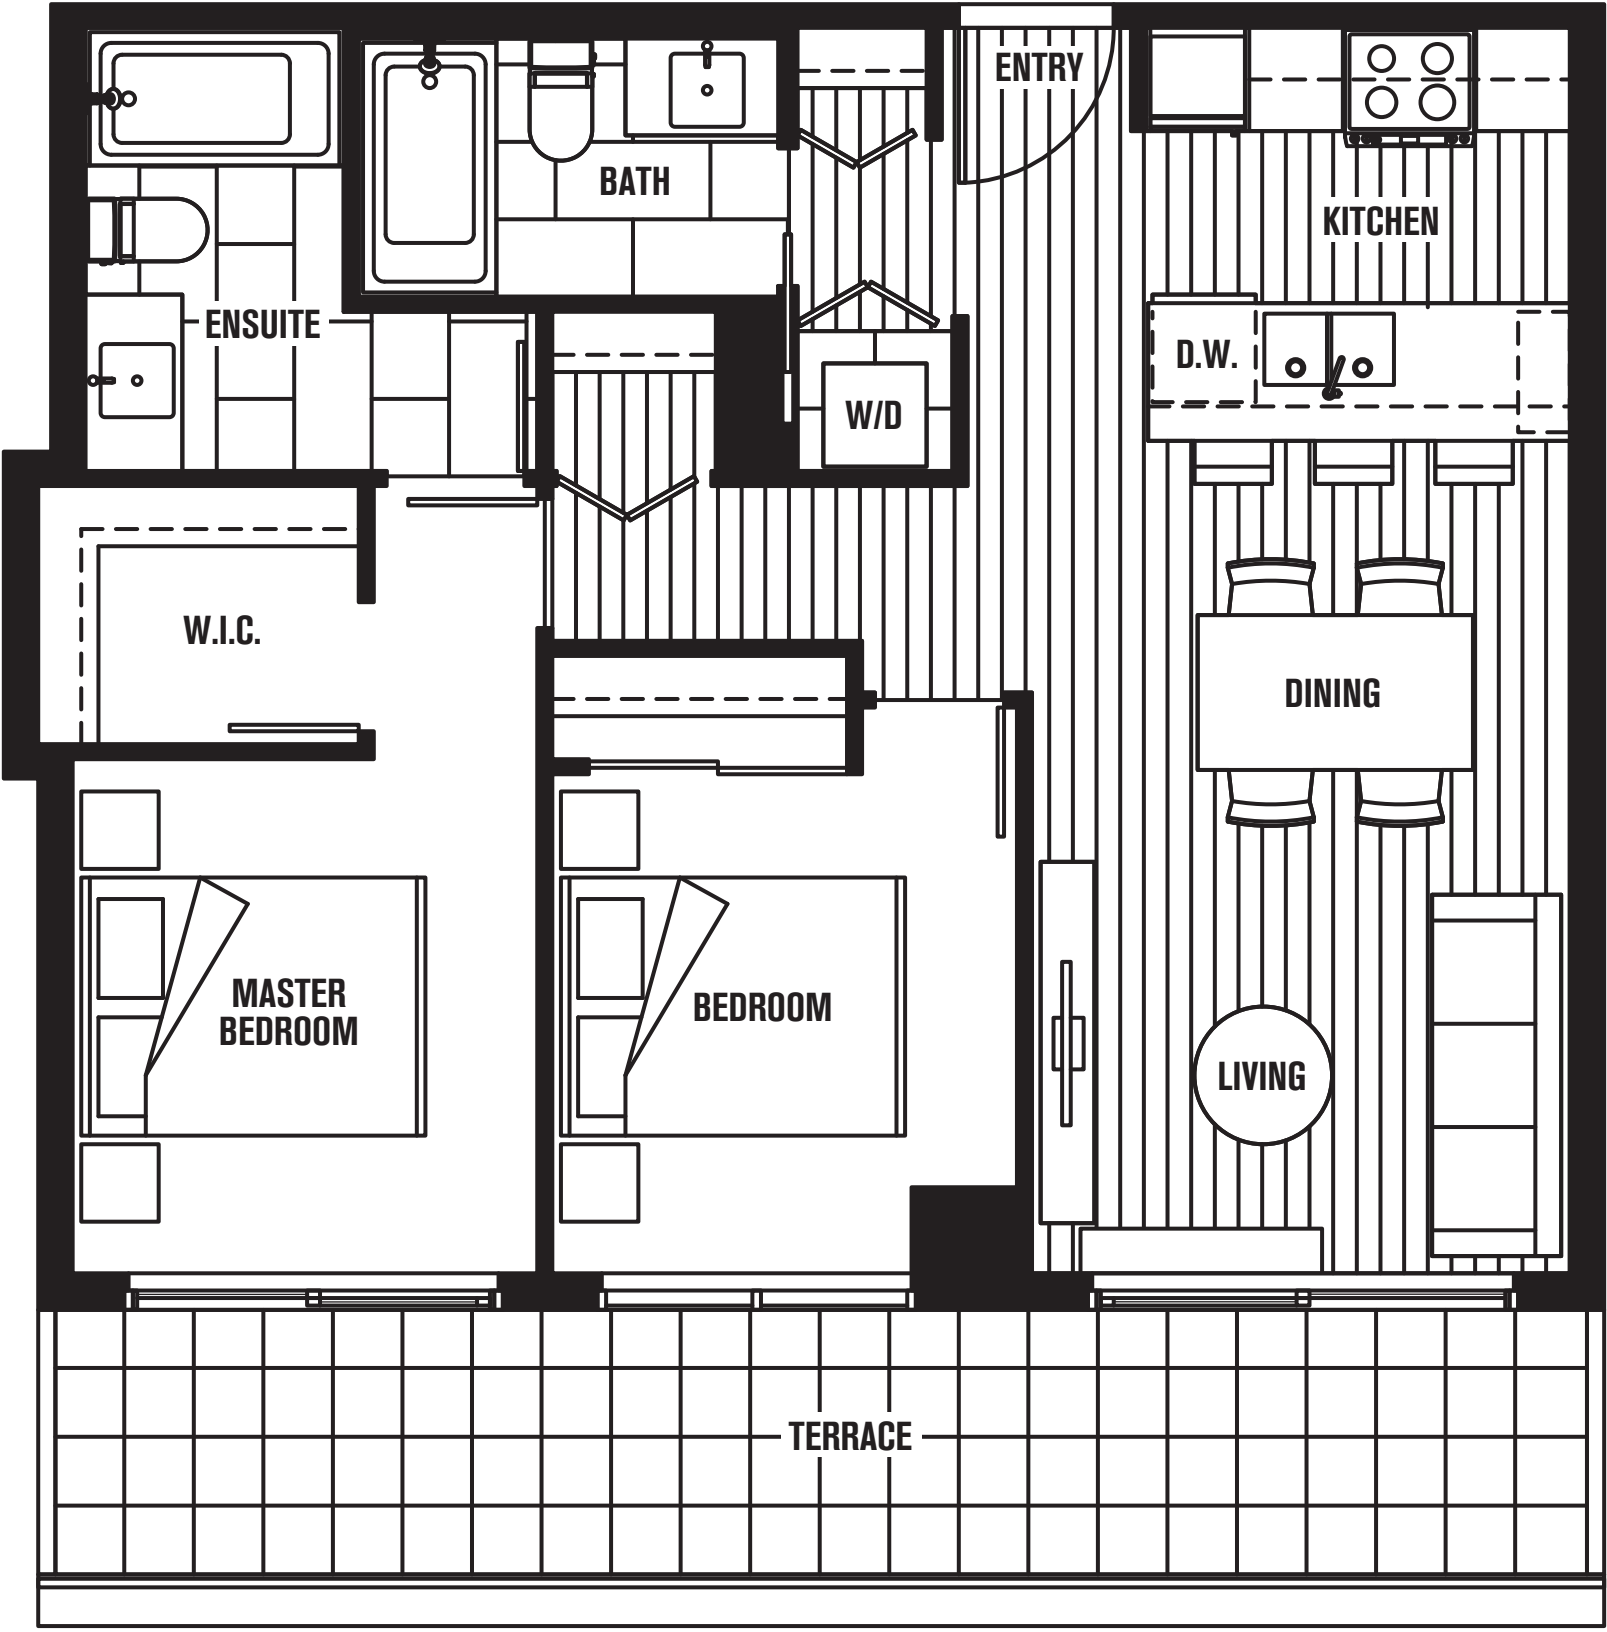 ENTRY
BATH
KITCHEN
ENSUITE
D.W.
W/D
W.I.C.
DINING
MASTER
BEDROOM
BEDROOM
LIVING
TERRACE